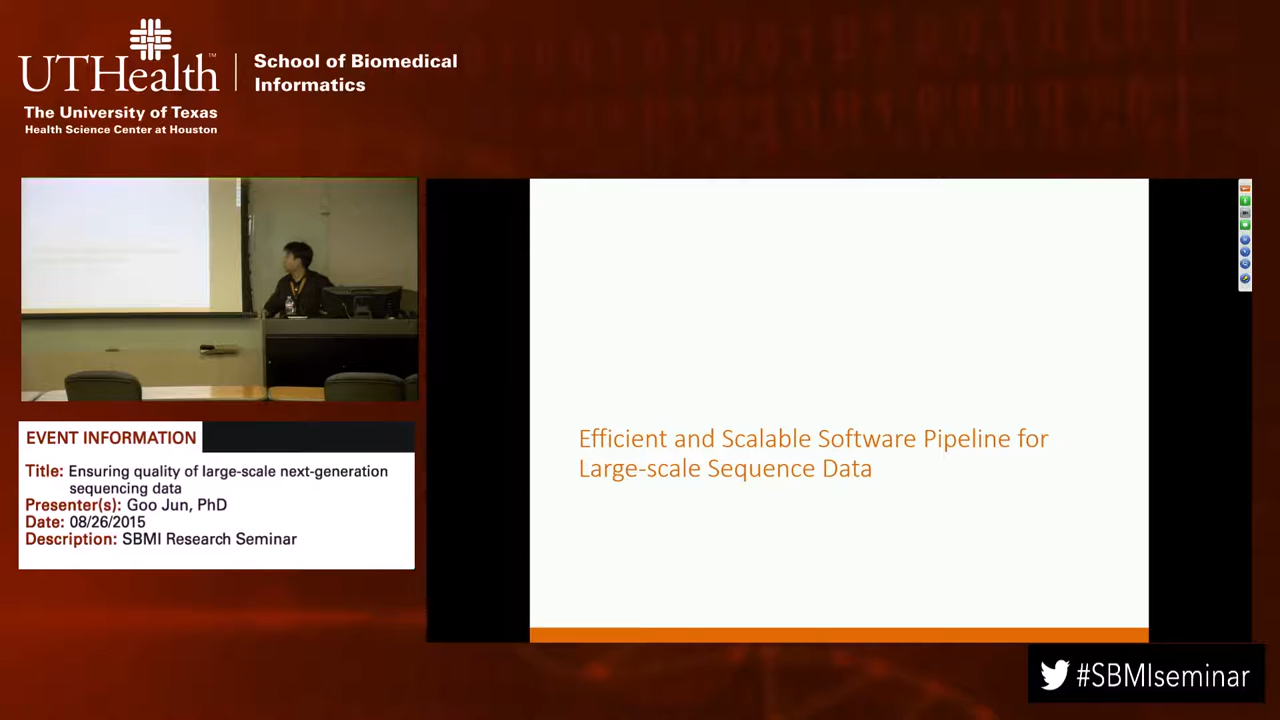 UTHealth™
The University of Texas
Health Science Center at Houston
School of Biomedical
Informatics
EVENT INFORMATION
Title: Ensuring quality of large-scale next-generation
sequencing data
Presenter(s): Goo Jun, PhD
Date: 08/26/2015
Description: SBMI Research Seminar
Efficient and Scalable Software Pipeline for
Large-scale Sequence Data
#SBMIseminar